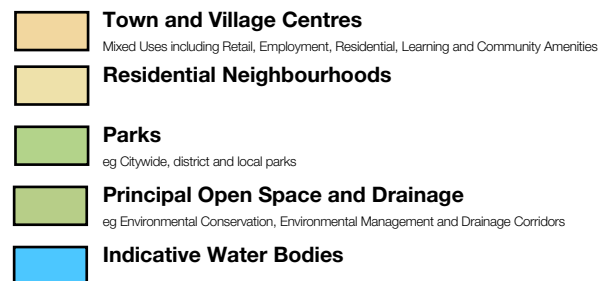 Town and Village Centres
Mixed Uses including Retail, Employment, Residential, Learning and Community Amenities
Residential Neighbourhoods
Parks
eg Citywide, district and local parks
Principal Open Space and Drainage
eg Environmental Conservation, Environmental Management and Drainage Corridors
Indicative Water Bodies